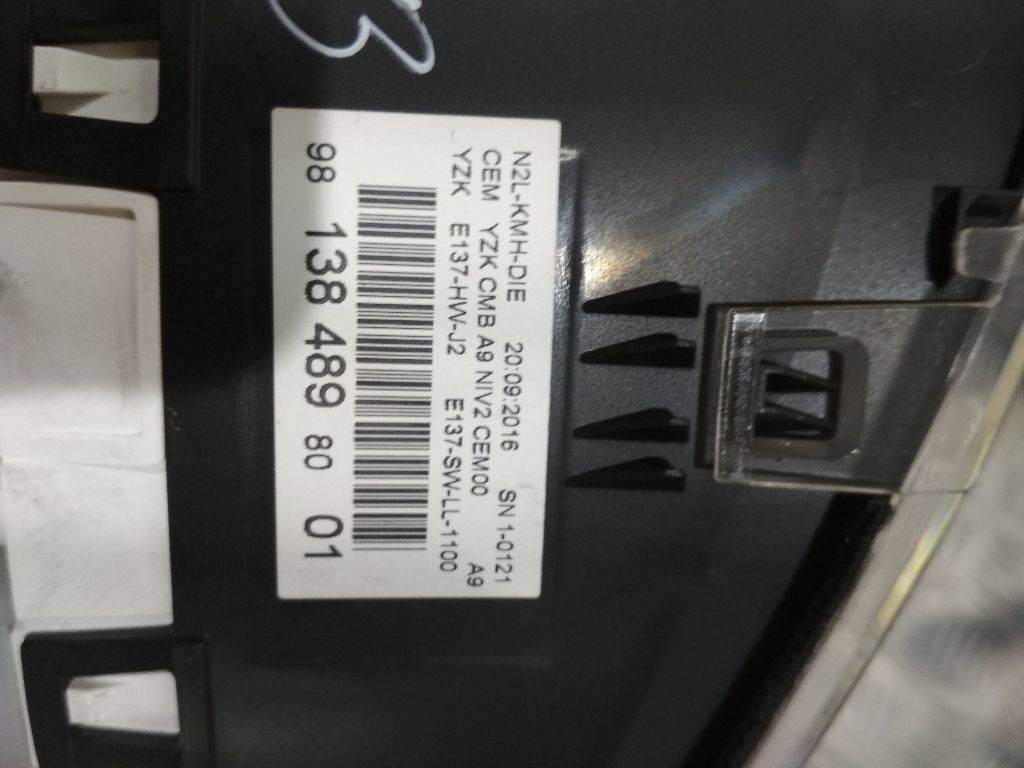 3
N2L-KMH-DIE 20:09:2016 SN 1-0121
CEM YZK CMB A9 NIV2 CEM00 A9
YZK E137-HW-J2 E137-SW-LL-1100
98 138 489 80 01